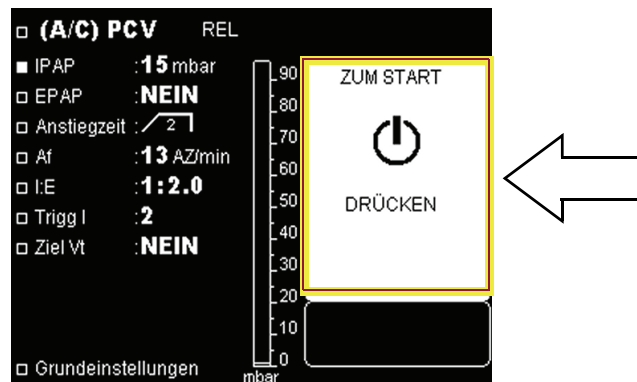 (A/C) PCV REL
IPAP :15 mbar
EPAP :NEIN
Anstiegzeit : 2
Af :13 AZ/min
I:E :1:2.0
Trigg I :2
Ziel Vt :NEIN
Grundeinstellungen
90
80
70
60
50
40
30
20
10
0
mbar
ZUM START
DRÜCKEN